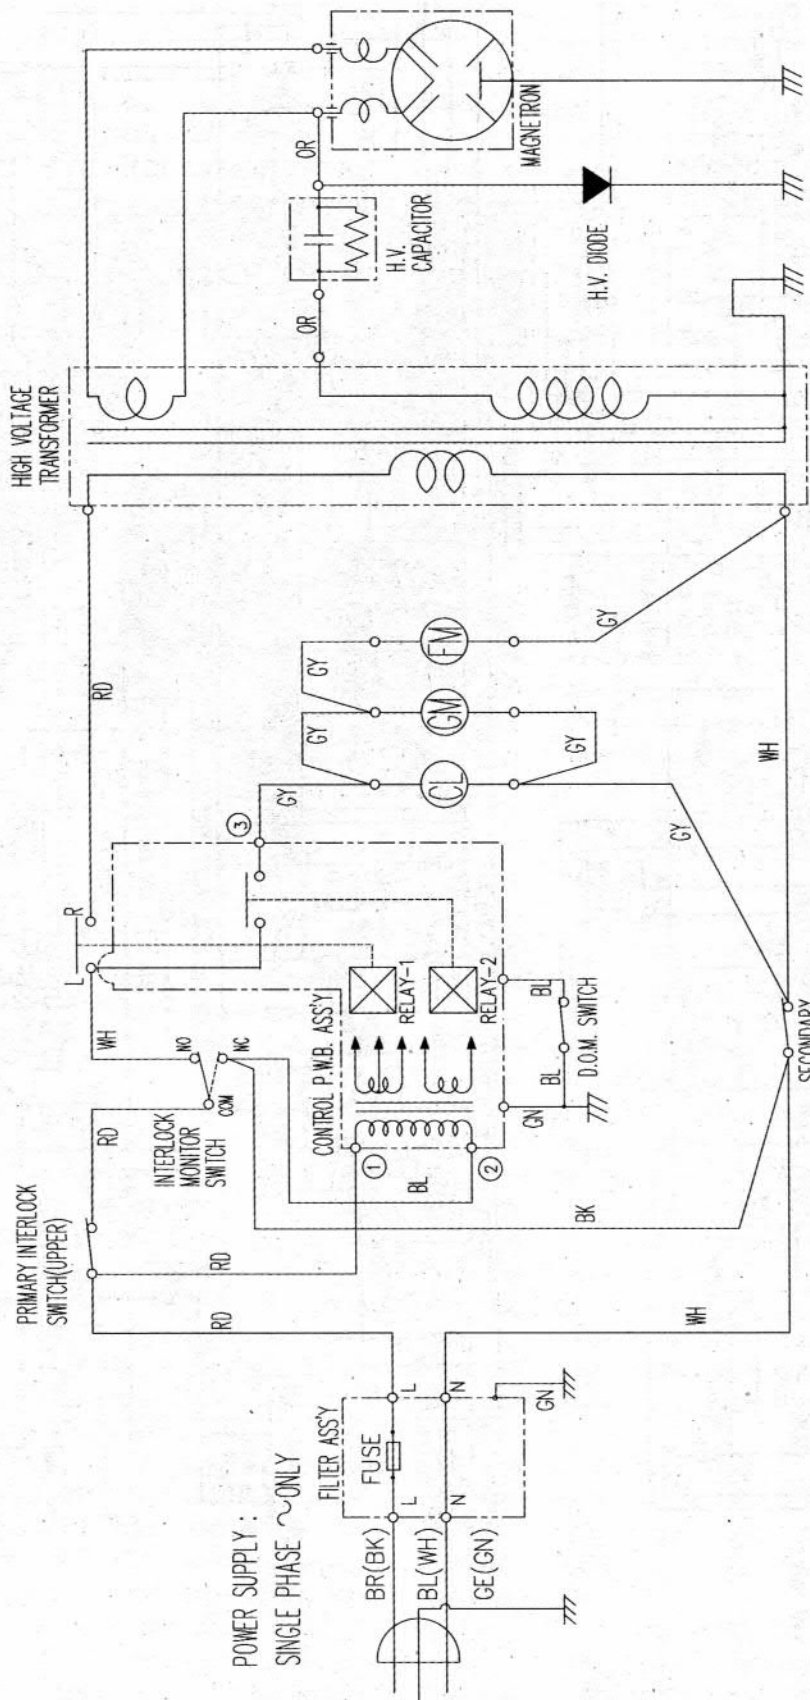 POWER SUPPLY :
SINGLE PHASE ~ ONLY
BR(BK)
BL(WH)
GE(GN)
FILTER ASS'Y
FUSE
L
N
L
N
GN
RD
WH
PRIMARY INTERLOCK
SWITCH(UPPER)
RD
RD
INTERLOCK
MONITOR
SWITCH
COM
NO
NC
WH
BL
BK
CONTROL P.W.B. ASS'Y
1
2
3
RELAY-1
RELAY-2
GN
BL
BL
D.O.M. SWITCH
SECONDARY
L
R
RD
GY
GY
GY
CL
GM
FM
GY
GY
GY
WH
HIGH VOLTAGE
TRANSFORMER
OR
OR
H.V.
CAPACITOR
H.V. DIODE
MAGNETRON